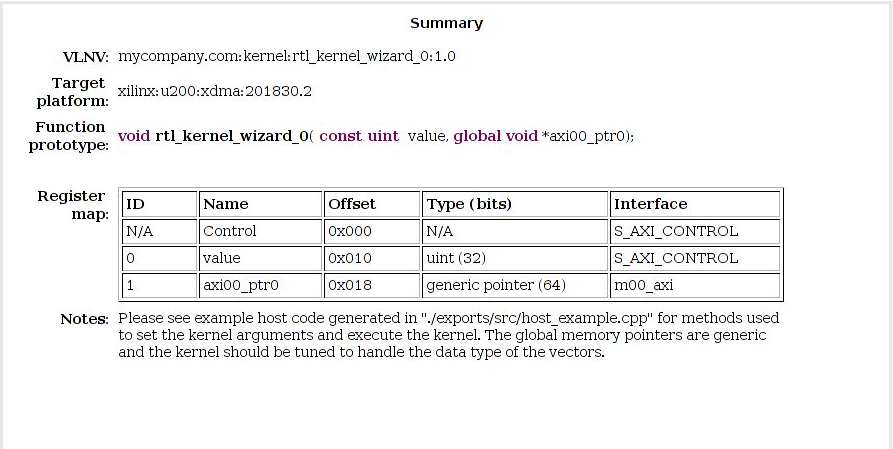 Summary
VLNV: mycompany.com:kernel:rtl_kernel_wizard_0:1.0
Target platform: xilinx:u200:xdma:201830.2
Function prototype: void rtl_kernel_wizard_0( const uint value, global void *axi00_ptr0);
Register map:
ID Name Offset Type (bits) Interface
N/A Control 0x000 N/A S_AXI_CONTROL
0 value 0x010 uint (32) S_AXI_CONTROL
1 axi00_ptr0 0x018 generic pointer (64) m00_axi
Notes: Please see example host code generated in "./exports/src/host_example.cpp" for methods used
to set the kernel arguments and execute the kernel. The global memory pointers are generic
and the kernel should be tuned to handle the data type of the vectors.